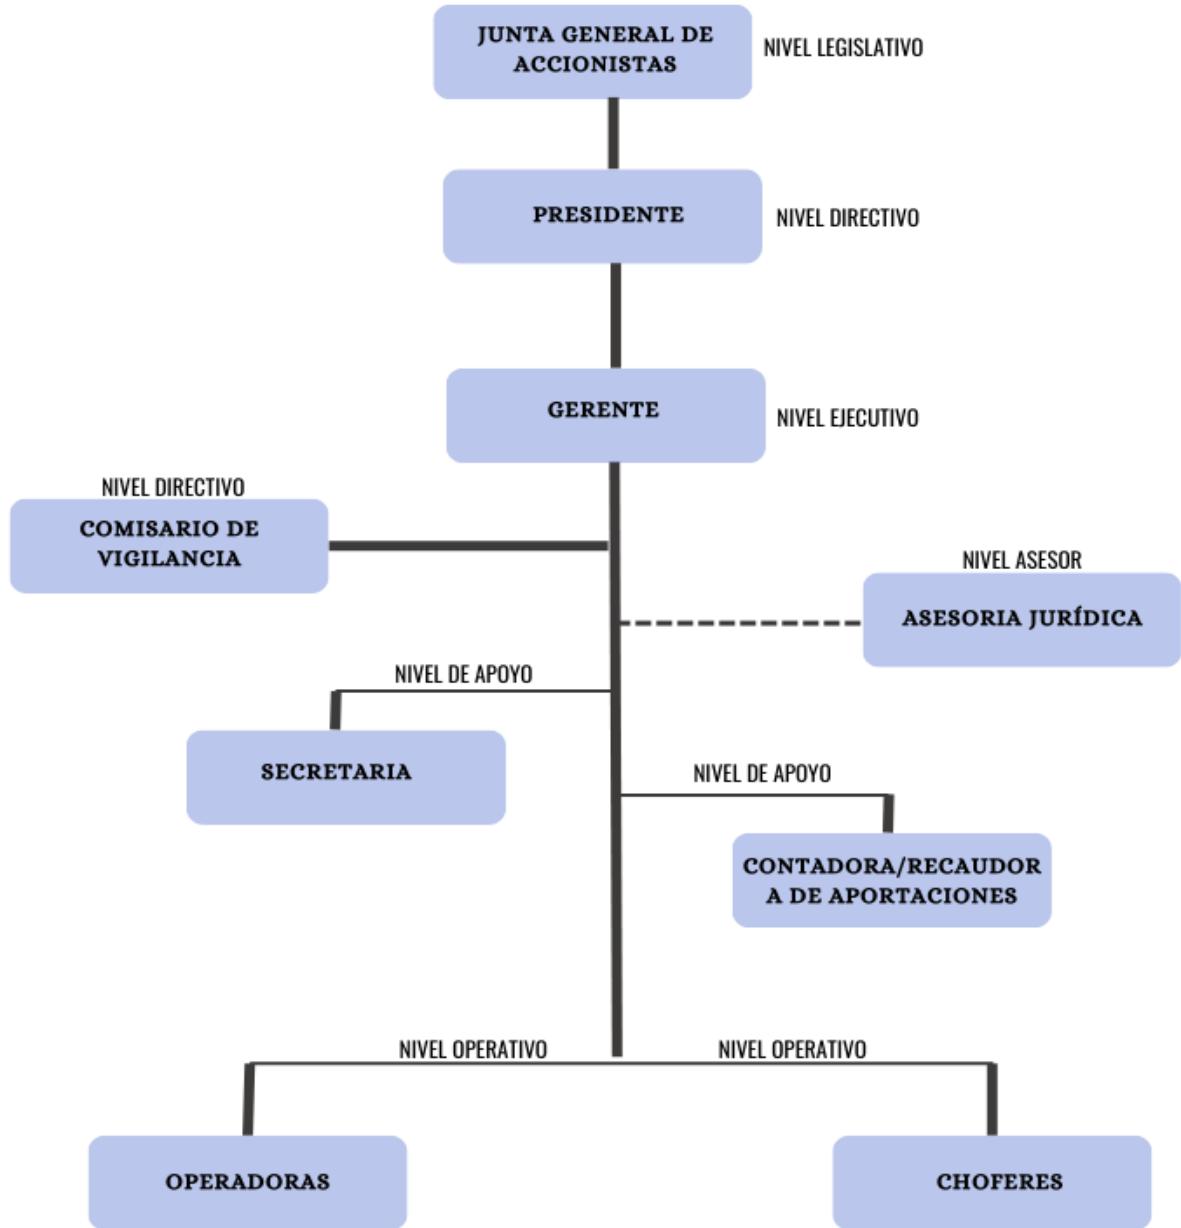 JUNTA GENERAL DE
ACCIONISTAS
NIVEL LEGISLATIVO
PRESIDENTE
NIVEL DIRECTIVO
GERENTE
NIVEL EJECUTIVO
NIVEL DIRECTIVO
COMISARIO DE
VIGILANCIA
NIVEL ASESOR
ASESORIA JURÍDICA
NIVEL DE APOYO
SECRETARIA
NIVEL DE APOYO
CONTADORA/RECAUDOR
A DE APORTACIONES
NIVEL OPERATIVO
NIVEL OPERATIVO
OPERADORAS
CHOFERES